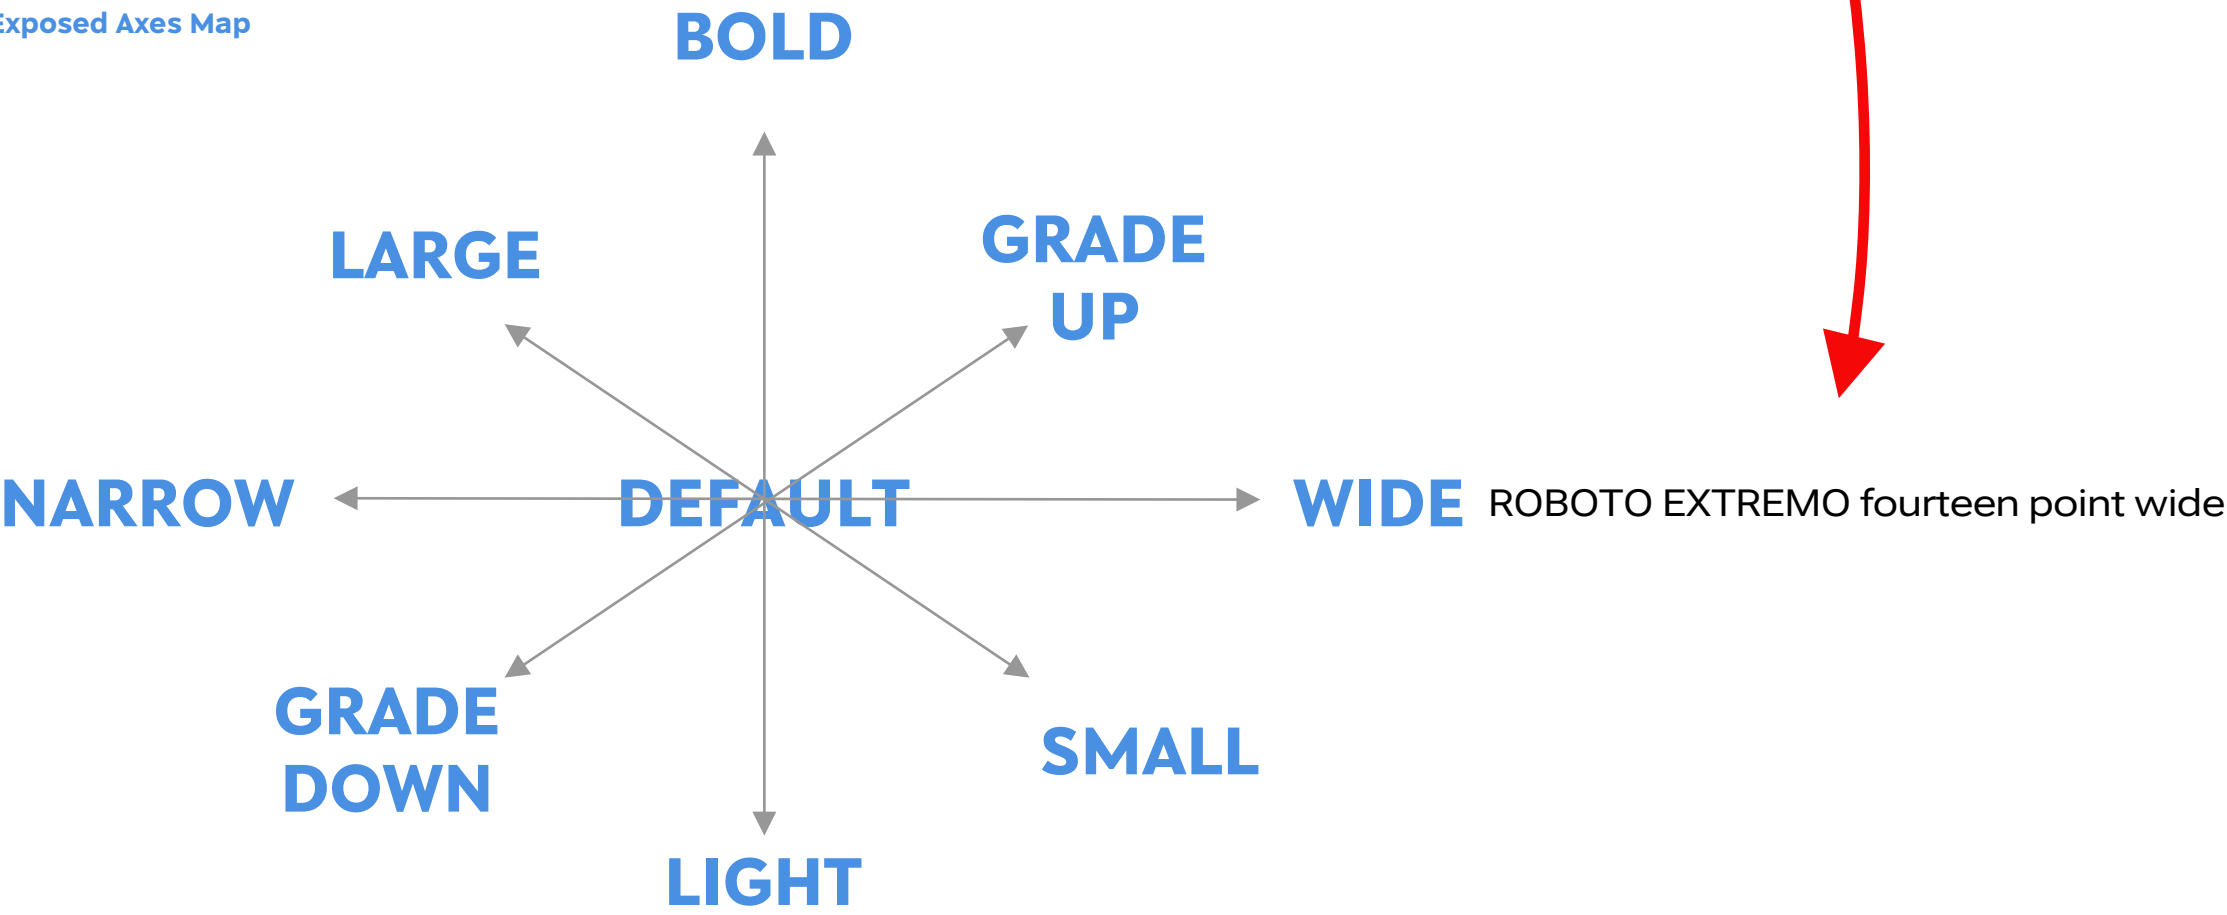 Exposed Axes Map
BOLD
LARGE
GRADE
UP
NARROW
DEFAULT
WIDE
ROBOTO EXTREMO fourteen point wide
GRADE
DOWN
SMALL
LIGHT